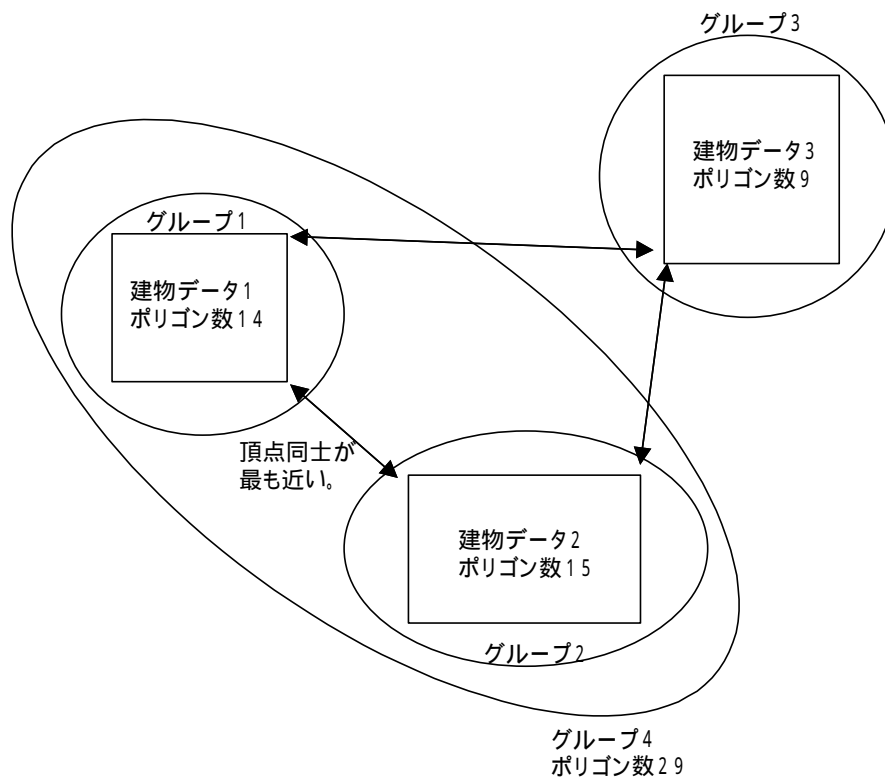 グループ3
建物データ3
ポリゴン数9
グループ1
建物データ1
ポリゴン数14
頂点同士が
最も近い。
建物データ2
ポリゴン数15
グループ2
グループ4
ポリゴン数29